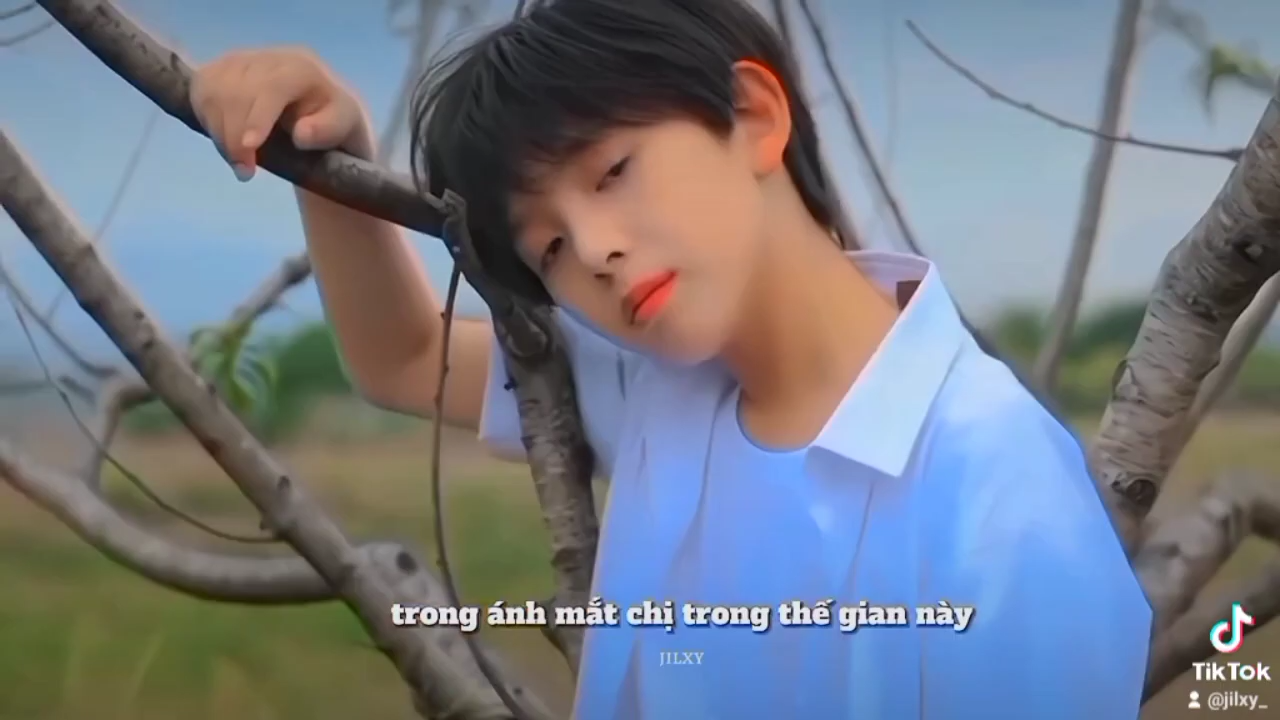 trong ánh mắt chị trong thế gian này
JILXY
TikTok
@jilxy_